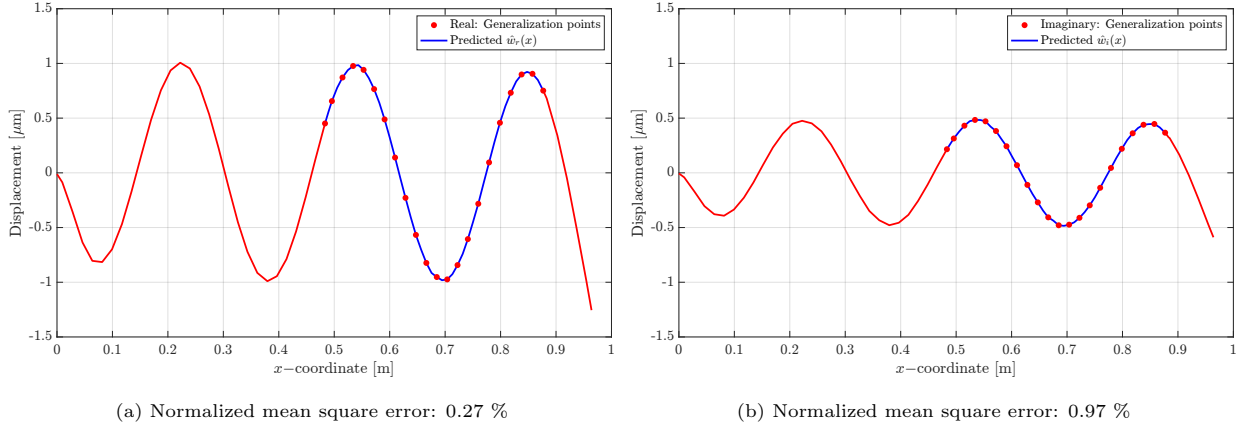 1.5
1
0.5
0
-0.5
-1
-1.5
Displacement [μm]
0 0.1 0.2 0.3 0.4 0.5 0.6 0.7 0.8 0.9 1
x−coordinate [m]
Real: Generalization points
Predicted ŵr(x)
(a) Normalized mean square error: 0.27 %
1.5
1
0.5
0
-0.5
-1
-1.5
Displacement [μm]
0 0.1 0.2 0.3 0.4 0.5 0.6 0.7 0.8 0.9 1
x−coordinate [m]
Imaginary: Generalization points
Predicted ŵi(x)
(b) Normalized mean square error: 0.97 %